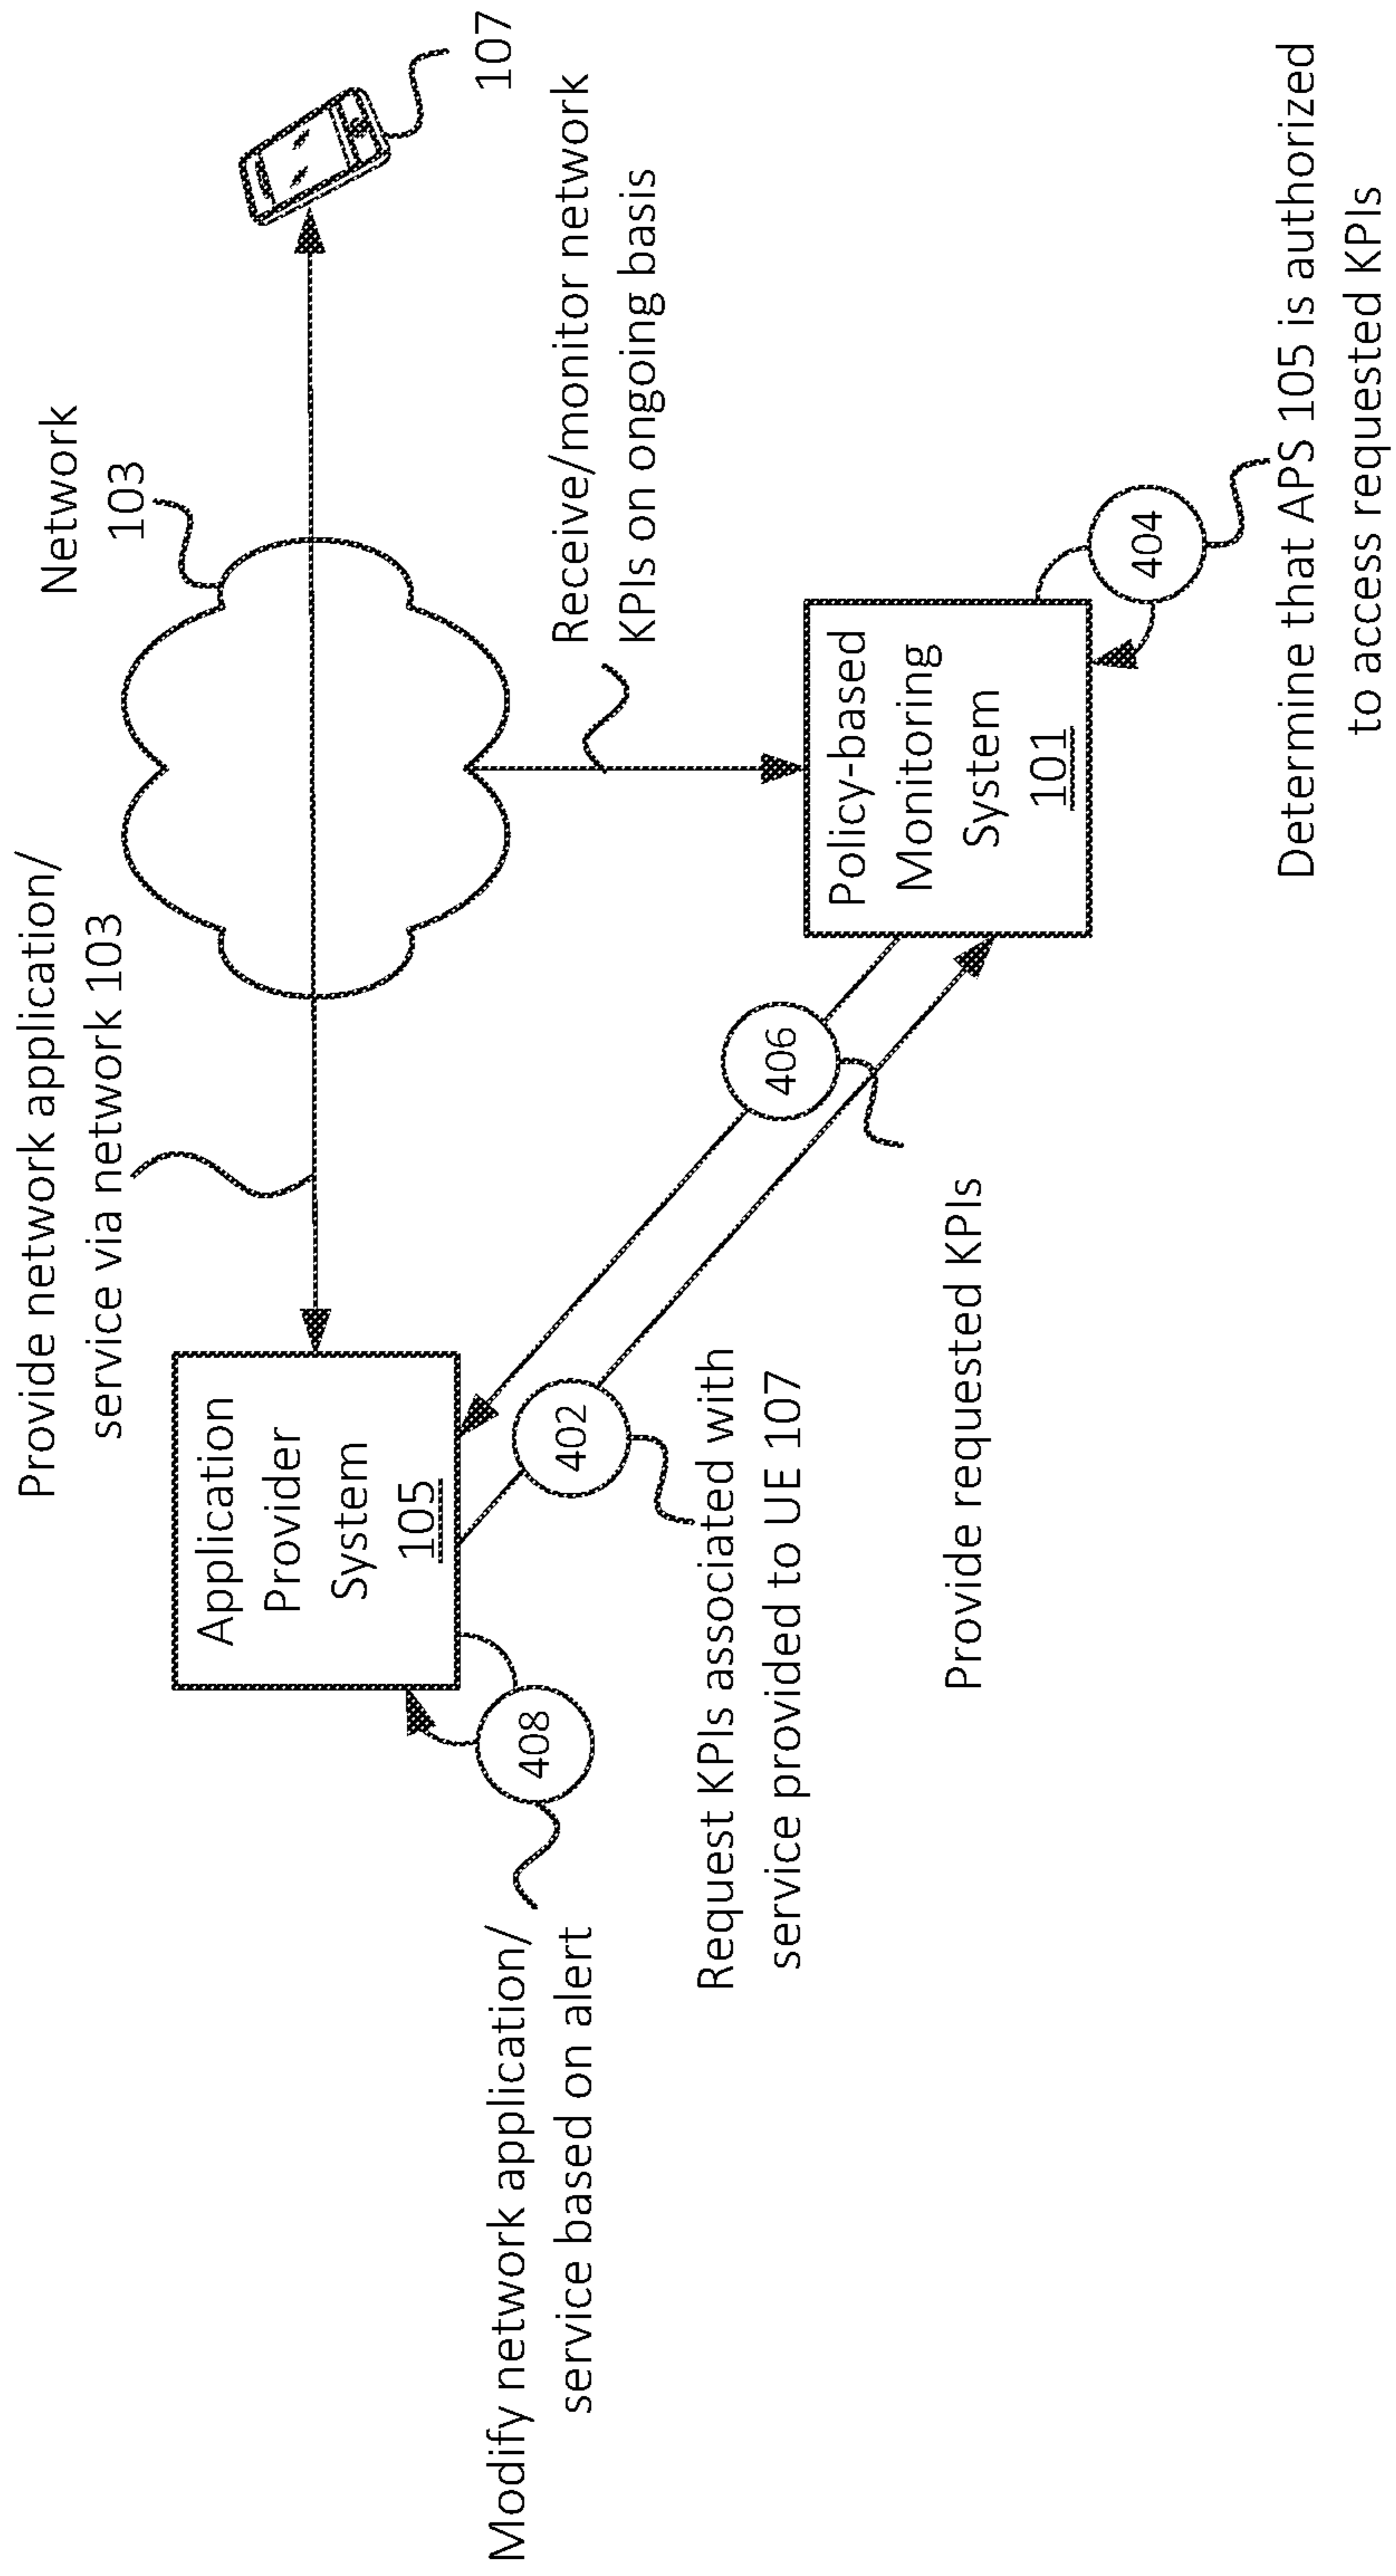 Provide network application/
service via network 103
Network
103
107
Application
Provider
System
105
Receive/monitor network
KPIs on ongoing basis
Modify network application/
service based on alert
408
402
406
Policy-based
Monitoring
System
101
Request KPIs associated with
service provided to UE 107
Provide requested KPIs
404
Determine that APS 105 is authorized
to access requested KPIs